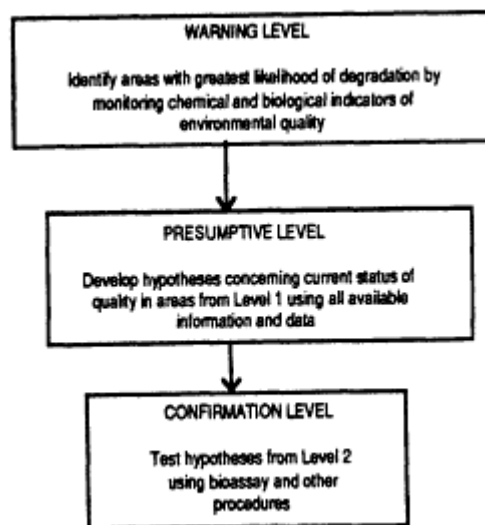 WARNING LEVEL
Identify areas with greatest likelihood of degradation by
monitoring chemical and biological indicators of
environmental quality
PRESUMPTIVE LEVEL
Develop hypotheses concerning current status of
quality in areas from Level 1 using all available
information and data
CONFIRMATION LEVEL
Test hypotheses from Level 2
using bioassay and other
procedures